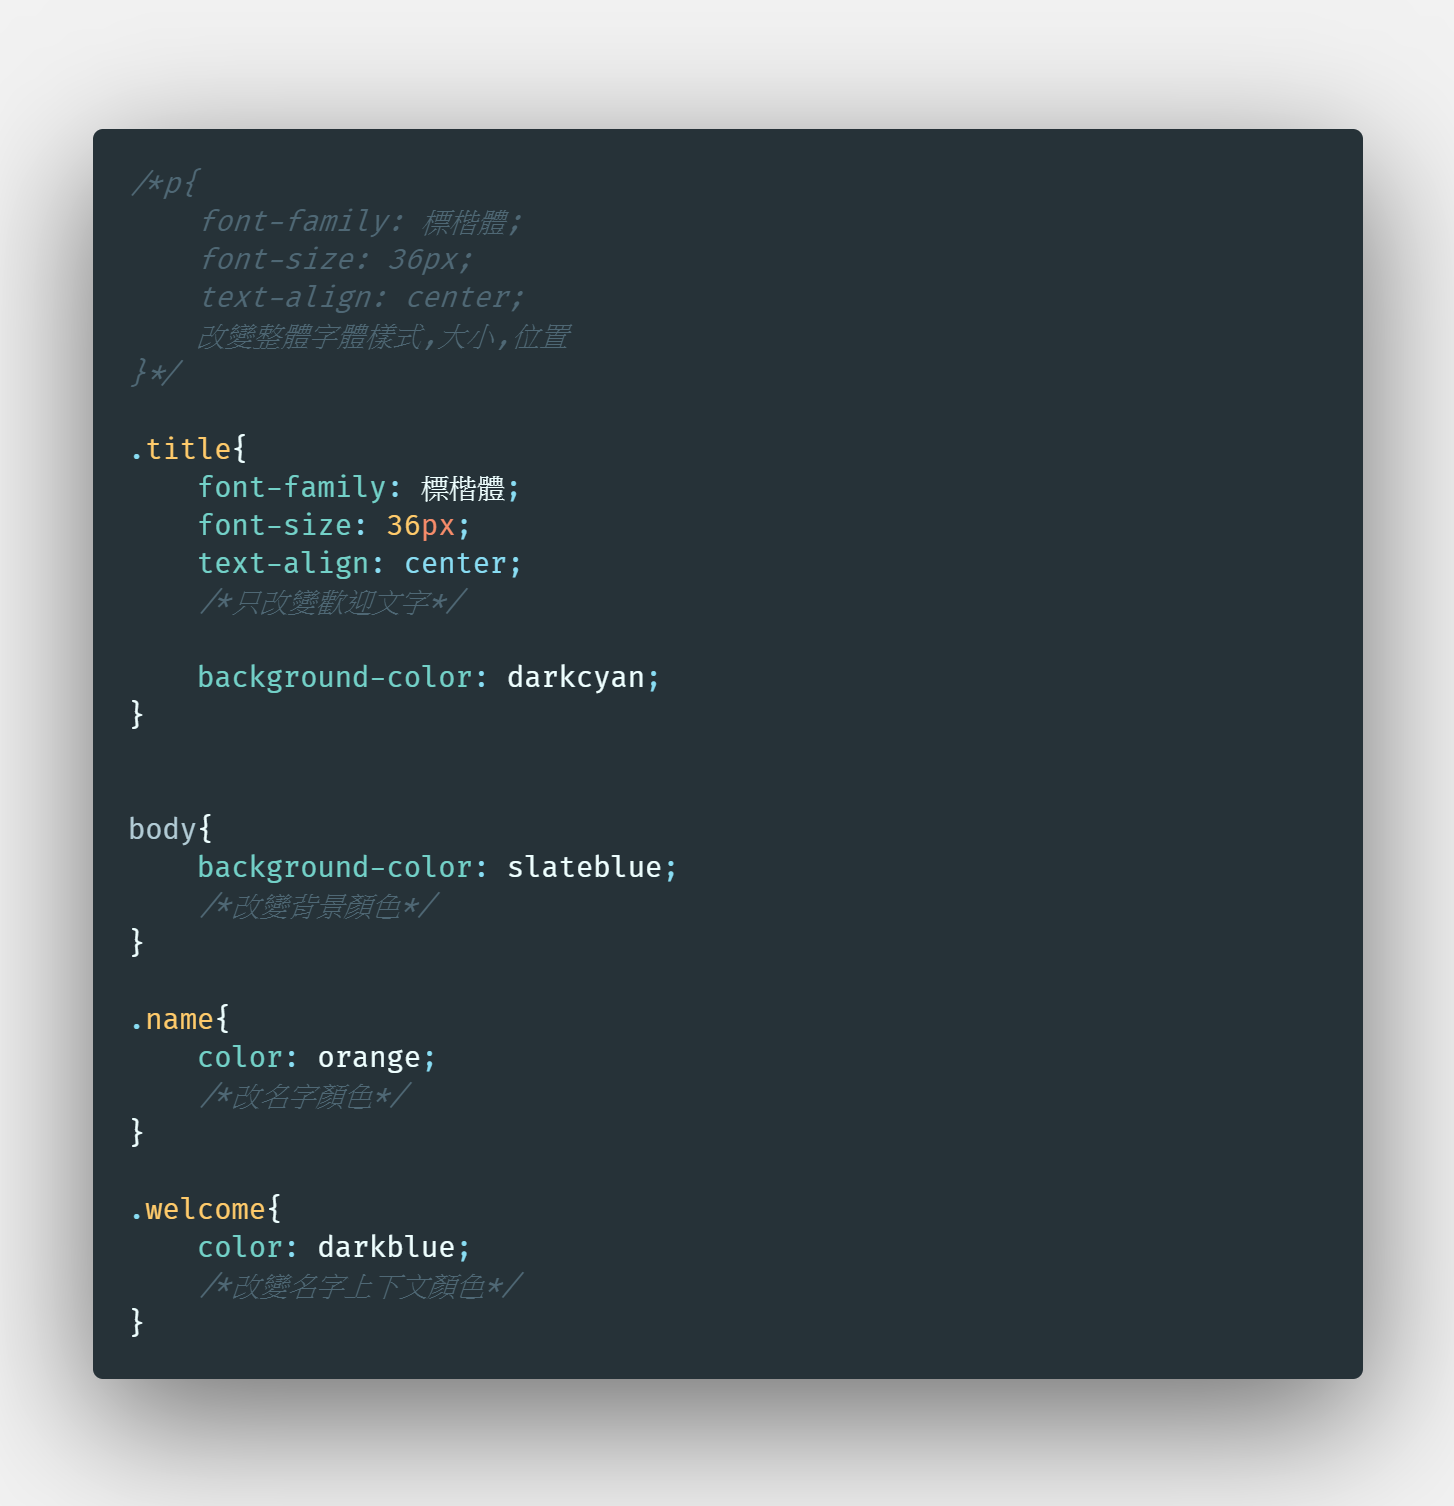 /*p{
    font-family: 標楷體;
    font-size: 36px;
    text-align: center;
    改變整體字體樣式,大小,位置
}*/
.title{
    font-family: 標楷體;
    font-size: 36px;
    text-align: center;
    /*只改變歡迎文字*/
    background-color: darkcyan;
}
body{
    background-color: slateblue;
    /*改變背景顏色*/
}
.name{
    color: orange;
    /*改名字顏色*/
}
.welcome{
    color: darkblue;
    /*改變名字上下文顏色*/
}